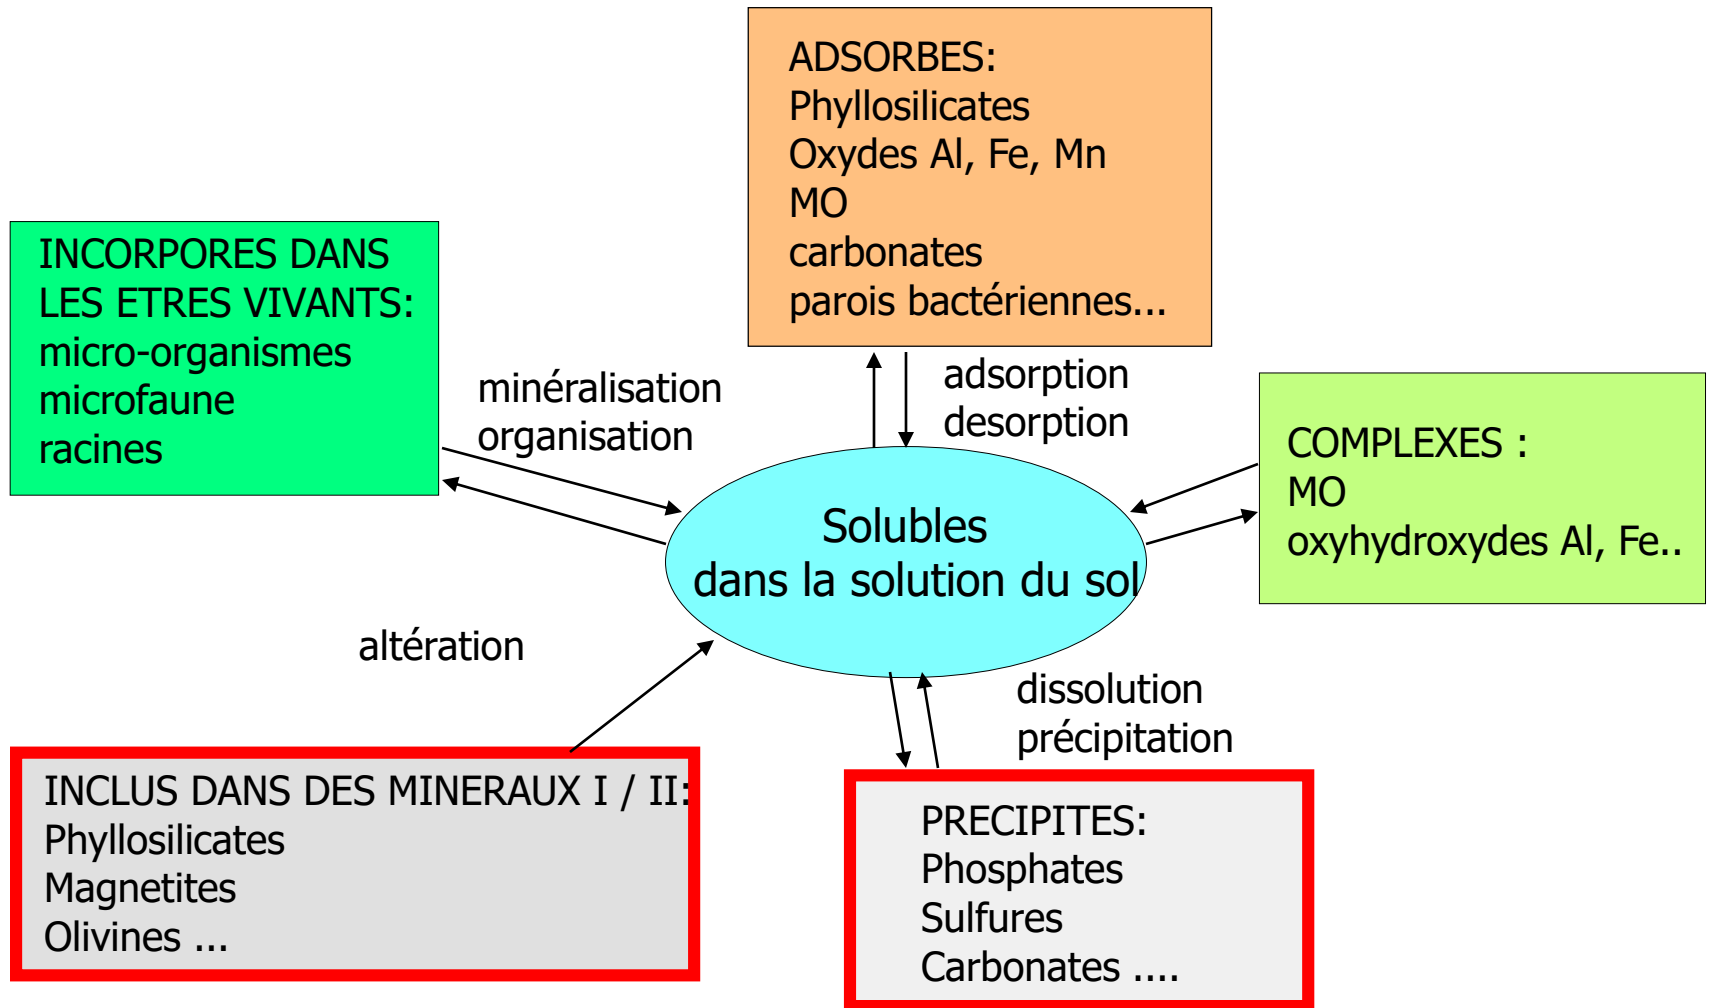 ADSORBES:
Phyllosilicates
Oxydes Al, Fe, Mn
MO
carbonates
parois bactériennes...
INCORPORES DANS
LES ETRES VIVANTS:
micro-organismes
microfaune
racines
minéralisation
organisation
adsorption
desorption
COMPLEXES :
MO
oxyhydroxydes Al, Fe..
Solubles
dans la solution du sol
altération
dissolution
précipitation
INCLUS DANS DES MINERAUX I / II:
Phyllosilicates
Magnetites
Olivines ...
PRECIPITES:
Phosphates
Sulfures
Carbonates ....